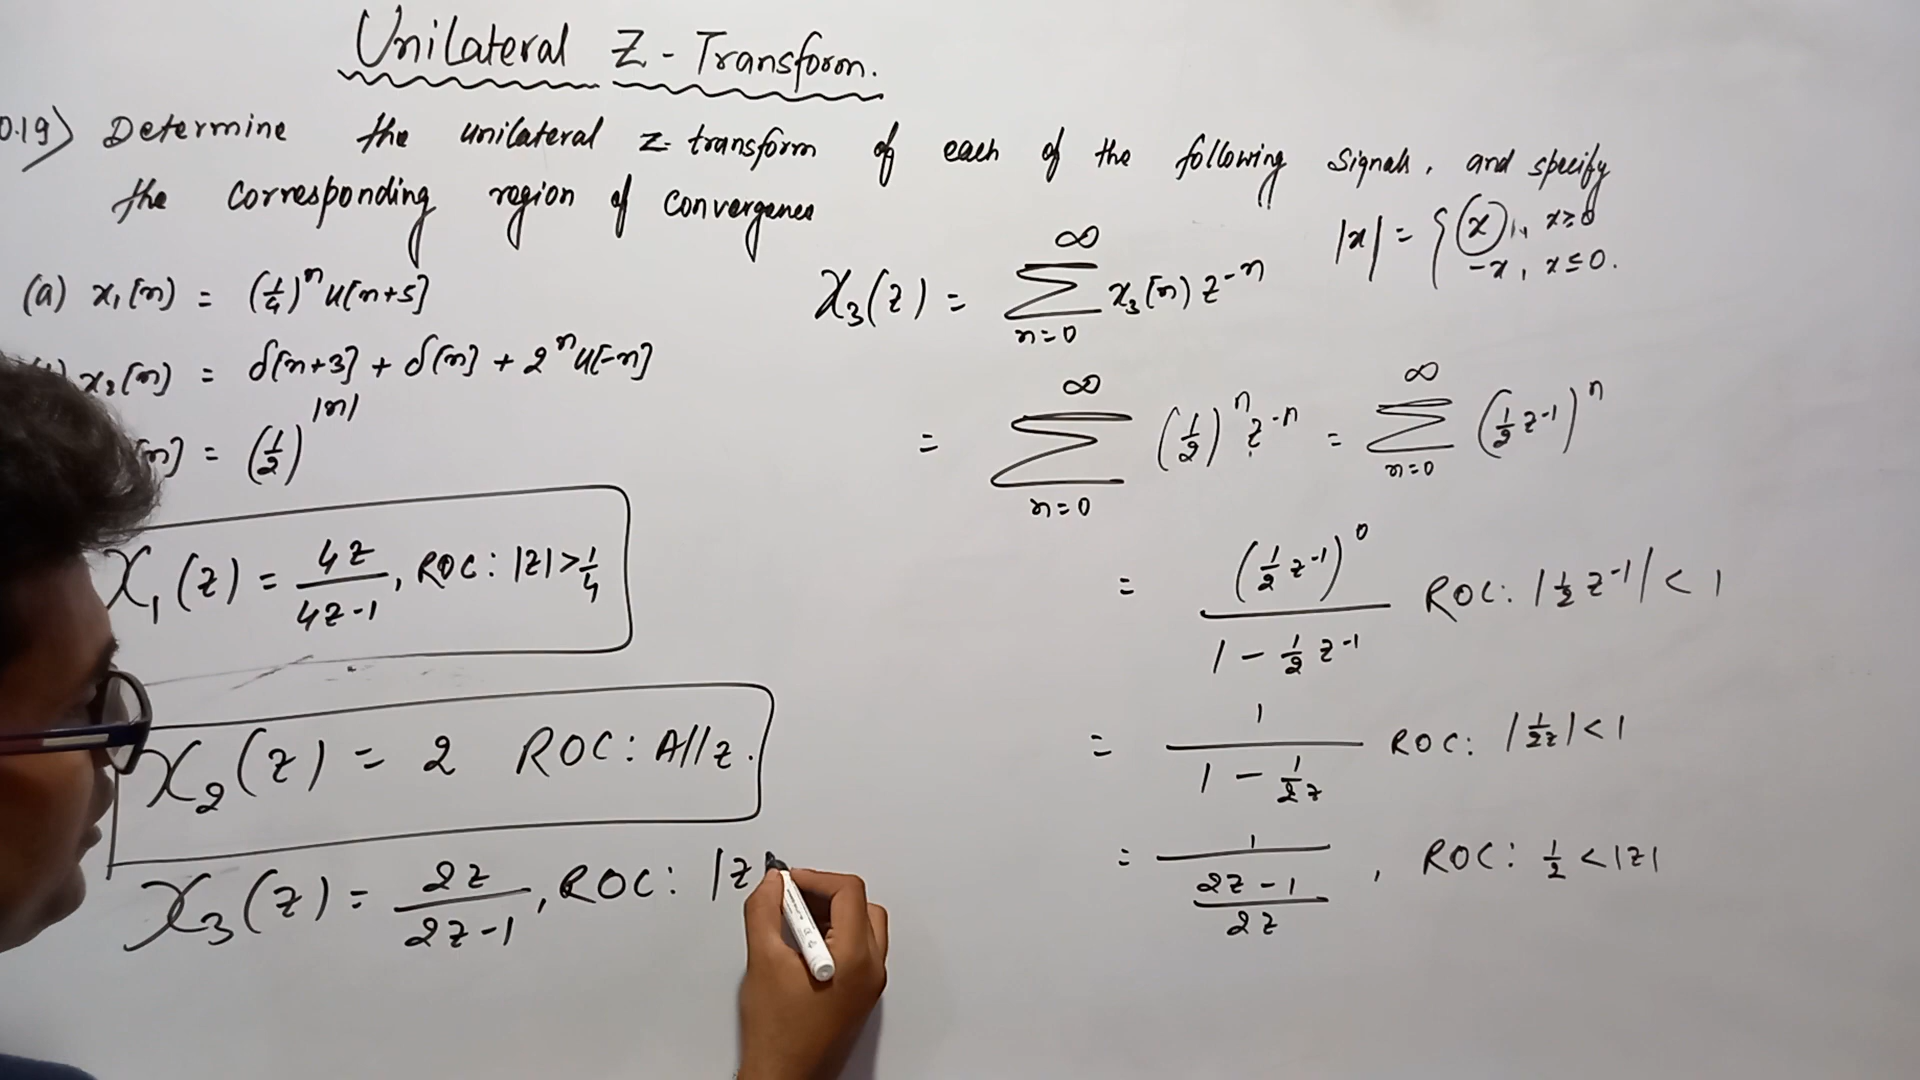 Unilateral Z-Transform.
0.19) Determine the unilateral z-transform of each of the following signals, and specify
the corresponding region of convergence
(a) x₁[n] = (1/4)ⁿ u[n+5]
x₂[n] = δ[n+3] + δ[n] + 2ⁿ u[-n]
n] = (1/2)^|n|
X₁(z) = 4z/(4z-1), ROC: |z| > 1/4
X₂(z) = 2 ROC: All z.
X₃(z) = 2z/(2z-1), ROC: |z
|x| = { x, x≥0
-x, x≤0.
X₃(z) = ∑_{n=0}^{∞} x₃[n] z^-n
= ∑_{n=0}^{∞} (1/2)ⁿ z^-n = ∑_{n=0}^{∞} (1/2 z^-1)ⁿ
= (1/2 z^-1)⁰ / (1 - 1/2 z^-1) ROC: |1/2 z^-1| < 1
= 1 / (1 - 1/2z) ROC: |1/2z| < 1
= 1 / ((2z-1)/2z), ROC: 1/2 < |z|